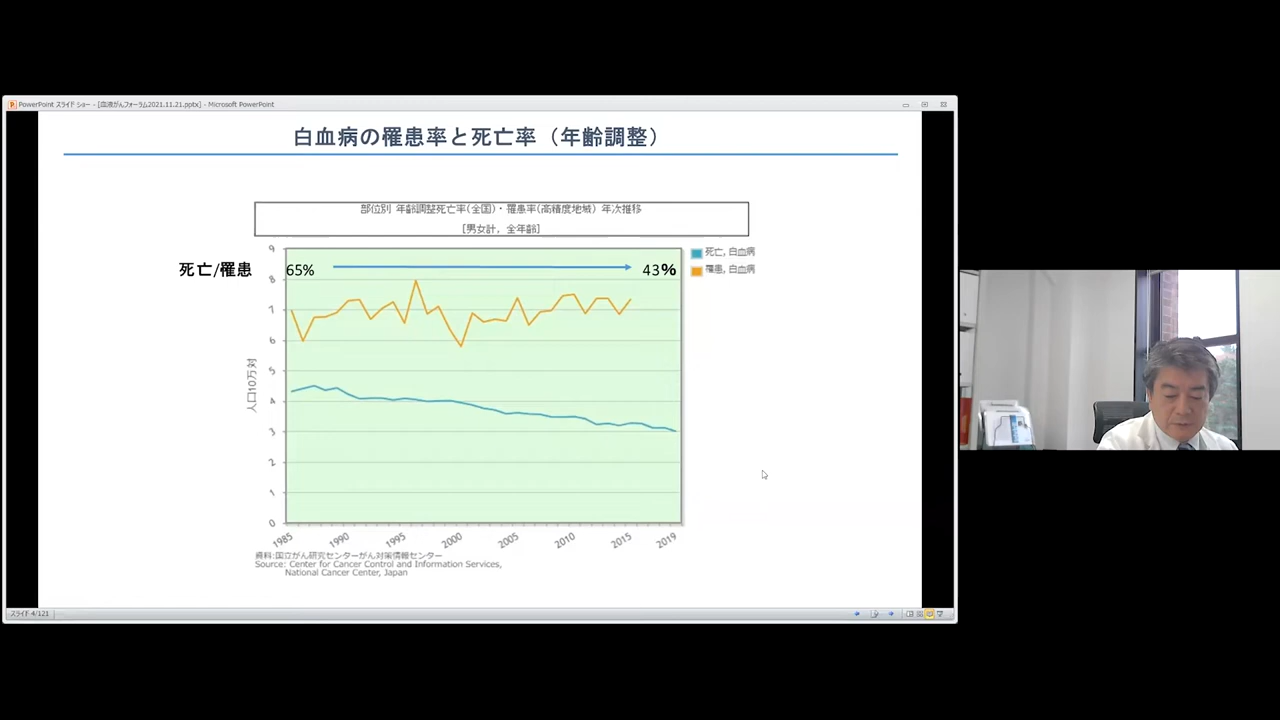 PowerPoint スライド ショー - [血液がんフォーラム2021.11.21.pptx] - Microsoft PowerPoint
白血病の罹患率と死亡率（年齢調整）
部位別 年齢調整死亡率(全国)・罹患率(高精度地域) 年次推移
[男女計, 全年齢]
死亡/罹患
65%
43%
死亡, 白血病
罹患, 白血病
人口10万対
9
8
7
6
5
4
3
2
1
0
1985
1990
1995
2000
2005
2010
2015
2019
資料:国立がん研究センターがん対策情報センター
Source: Center for Cancer Control and Information Services,
National Cancer Center, Japan
スライド 4/121